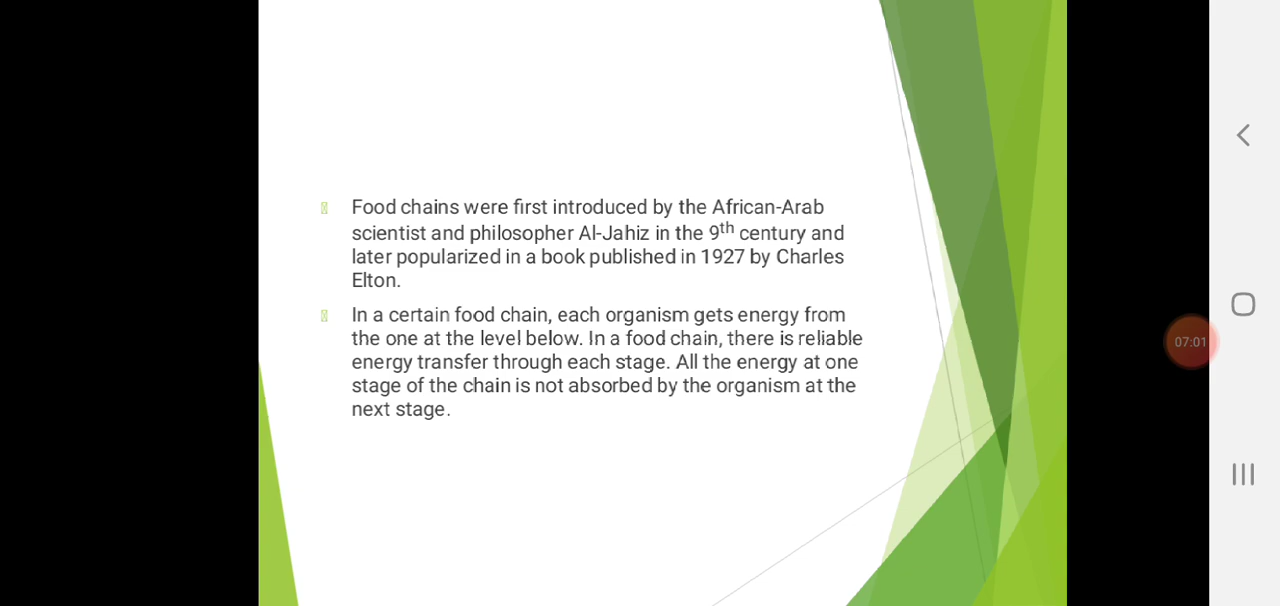 Food chains were first introduced by the African-Arab
scientist and philosopher Al-Jahiz in the 9th century and
later popularized in a book published in 1927 by Charles
Elton.
In a certain food chain, each organism gets energy from
the one at the level below. In a food chain, there is reliable
energy transfer through each stage. All the energy at one
stage of the chain is not absorbed by the organism at the
next stage.
07:01